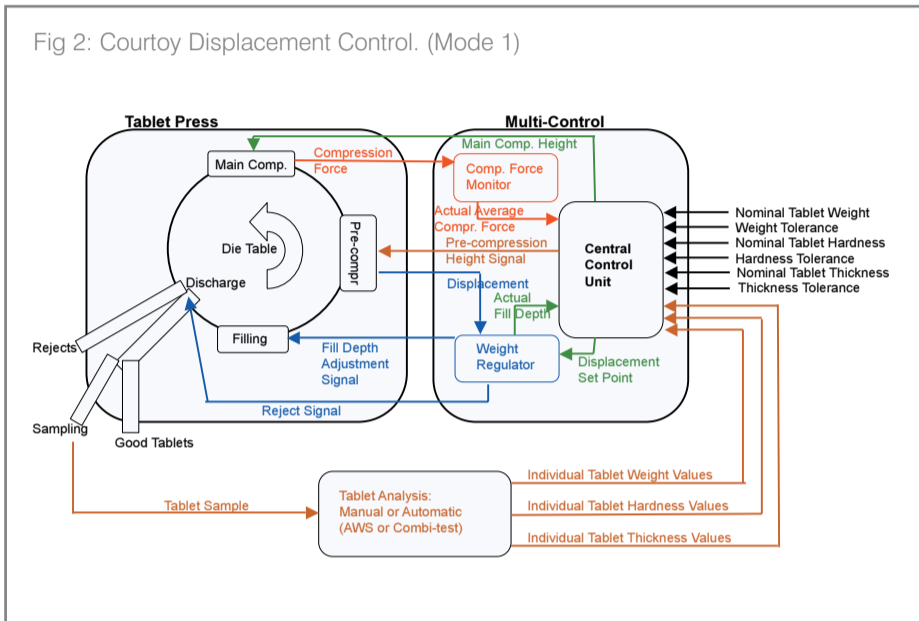 Fig 2: Courtoy Displacement Control. (Mode 1)
Tablet Press
Multi-Control
Main Comp. Height
Main Comp.
Compression
Force
Comp. Force
Monitor
Actual Average
Compr. Force
Pre-compression
Height Signal
Pre-compr
Die Table
Central
Control
Unit
Nominal Tablet Weight
Weight Tolerance
Nominal Tablet Hardness
Hardness Tolerance
Nominal Tablet Thickness
Thickness Tolerance
Discharge
Displacement
Actual
Fill Depth
Filling
Fill Depth
Adjustment
Signal
Weight
Regulator
Displacement
Set Point
Rejects
Reject Signal
Sampling
Good Tablets
Tablet Sample
Tablet Analysis:
Manual or Automatic
(AWS or Combi-test)
Individual Tablet Weight Values
Individual Tablet Hardness Values
Individual Tablet Thickness Values